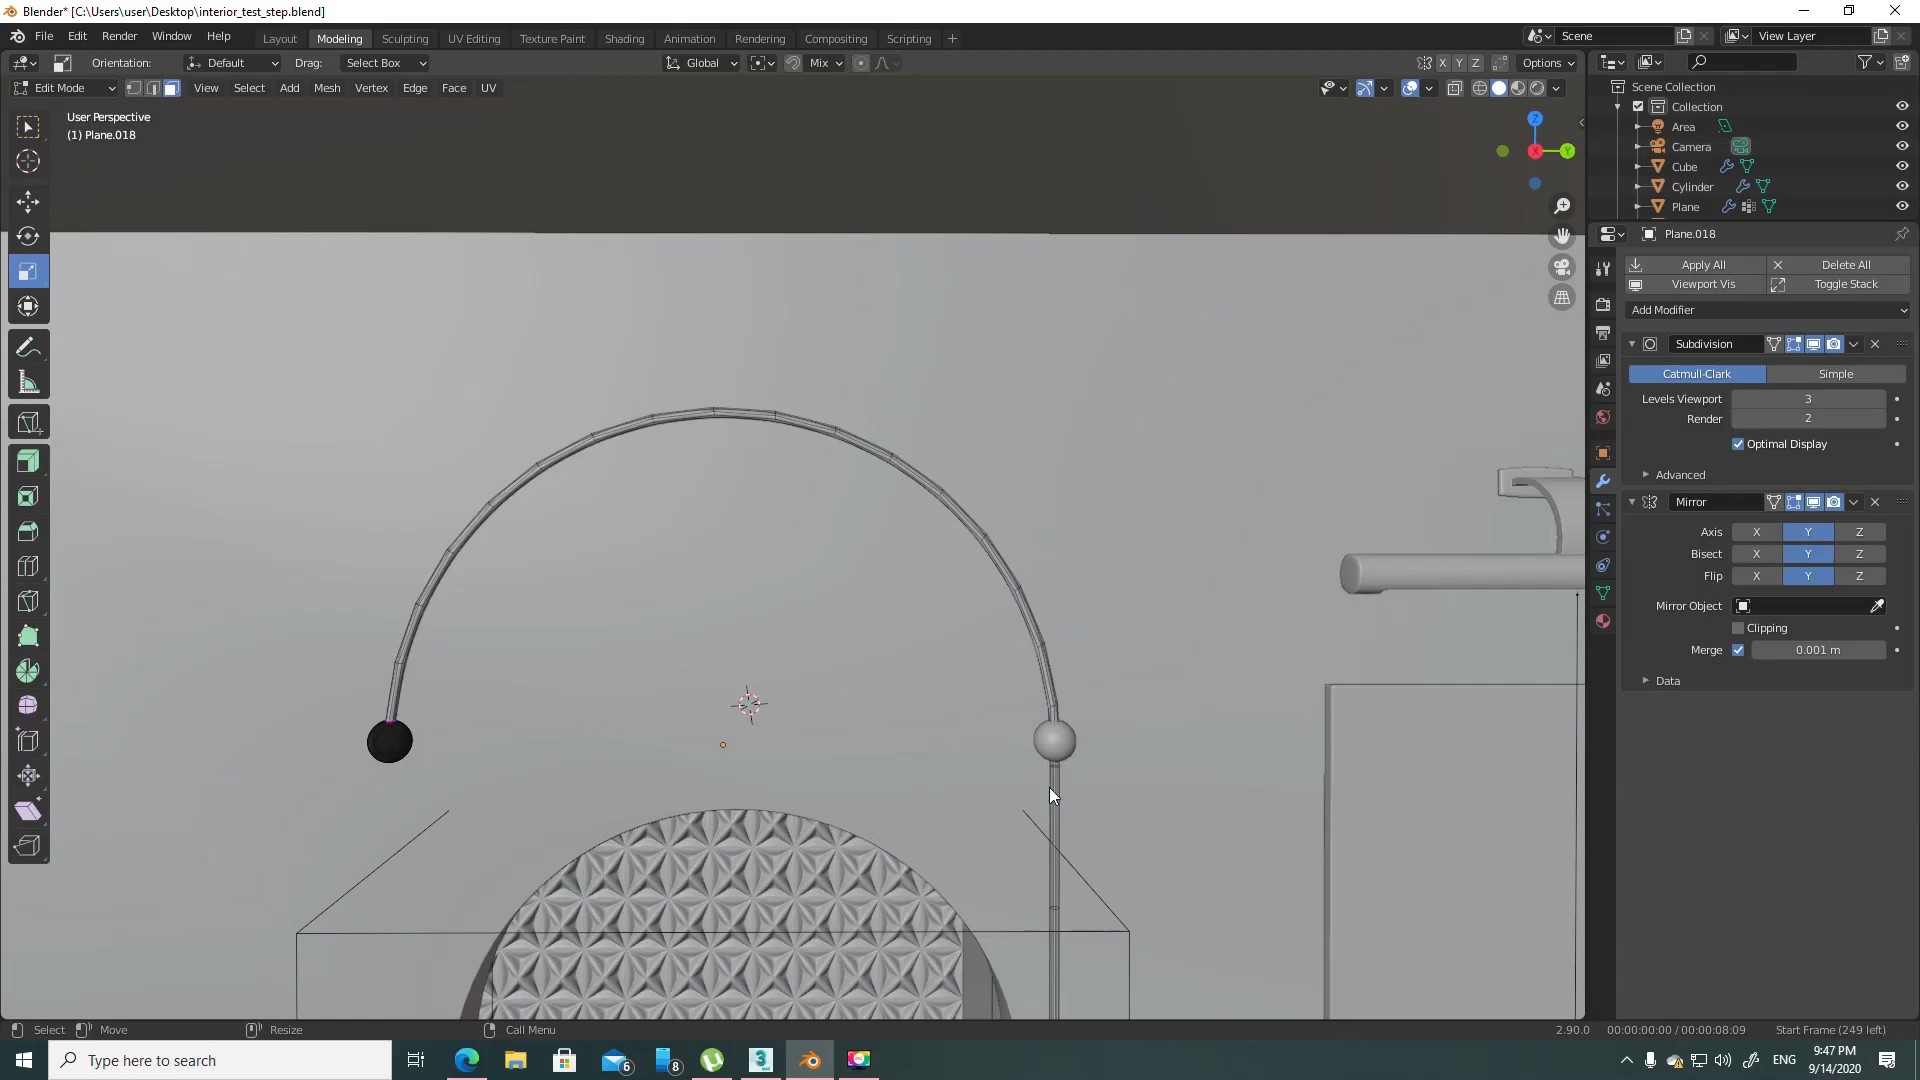 Blender* [C:\Users\user\Desktop\interior_test_step.blend]
File Edit Render Window Help
Layout Modeling Sculpting UV Editing Texture Paint Shading Animation Rendering Compositing Scripting +
Scene
View Layer
Orientation: Default Drag: Select Box
Global
Mix
X Y Z
Options
Edit Mode View Select Add Mesh Vertex Edge Face UV
User Perspective
(1) Plane.018
Z
X
Y
Scene Collection
Collection
Area
Camera
Cube
Cylinder
Plane
Plane.018
Apply All
Delete All
Viewport Vis
Toggle Stack
Add Modifier
Subdivision
Catmull-Clark
Simple
Levels Viewport 3
Render 2
Optimal Display
Advanced
Mirror
Axis X Y Z
Bisect X Y Z
Flip X Y Z
Mirror Object
Clipping
Merge 0.001 m
Data
Select Move Resize Call Menu
2.90.0 00:00:00:00 / 00:00:08:09 Start Frame (249 left)
Type here to search
6
8
3
ENG
9:47 PM
9/14/2020